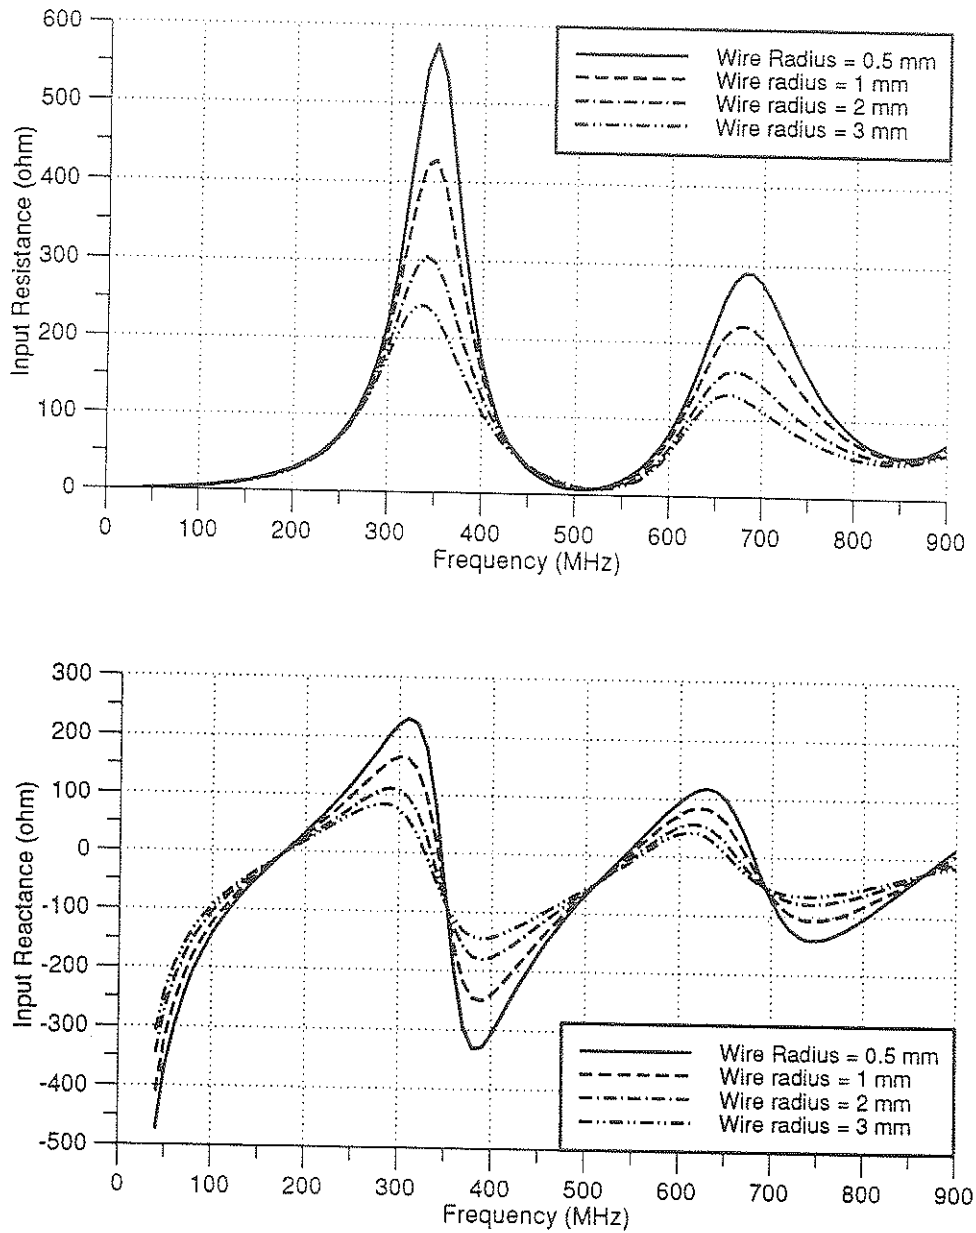 600
500
400
300
200
100
0
Input Resistance (ohm)
Wire Radius = 0.5 mm
Wire radius = 1 mm
Wire radius = 2 mm
Wire radius = 3 mm
0 100 200 300 400 500 600 700 800 900
Frequency (MHz)
300
200
100
0
-100
-200
-300
-400
-500
Input Reactance (ohm)
Wire Radius = 0.5 mm
Wire radius = 1 mm
Wire radius = 2 mm
Wire radius = 3 mm
0 100 200 300 400 500 600 700 800 900
Frequency (MHz)